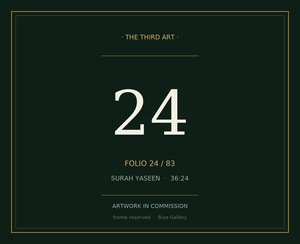 · THE THIRD ART ·
24
FOLIO 24 / 83
SURAH YASEEN · 36:24
ARTWORK IN COMMISSION
frame reserved · Biya Gallery